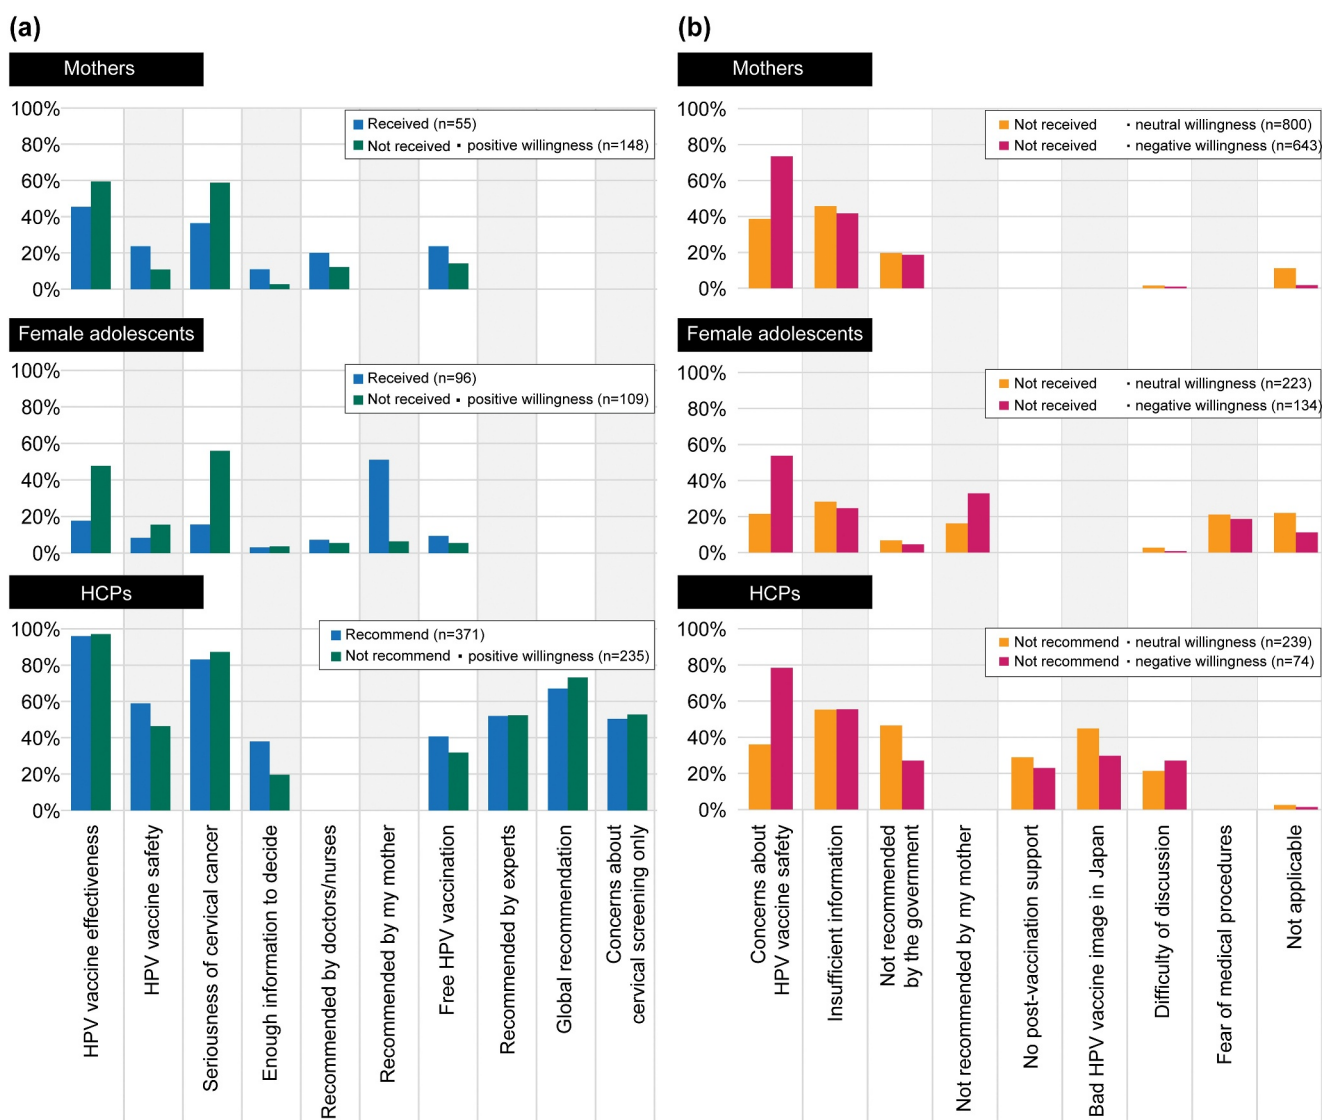 (a)
Mothers
100%
80%
60%
40%
20%
0%
Received (n=55)
Not received ▪ positive willingness (n=148)
Female adolescents
100%
80%
60%
40%
20%
0%
Received (n=96)
Not received ▪ positive willingness (n=109)
HCPs
100%
80%
60%
40%
20%
0%
Recommend (n=371)
Not recommend ▪ positive willingness (n=235)
HPV vaccine effectiveness
HPV vaccine safety
Seriousness of cervical cancer
Enough information to decide
Recommended by doctors/nurses
Recommended by my mother
Free HPV vaccination
Recommended by experts
Global recommendation
Concerns about
cervical screening only
(b)
Mothers
100%
80%
60%
40%
20%
0%
Not received ▪ neutral willingness (n=800)
Not received ▪ negative willingness (n=643)
Female adolescents
100%
80%
60%
40%
20%
0%
Not received ▪ neutral willingness (n=223)
Not received ▪ negative willingness (n=134)
HCPs
100%
80%
60%
40%
20%
0%
Not recommend ▪ neutral willingness (n=239)
Not recommend ▪ negative willingness (n=74)
Concerns about
HPV vaccine safety
Insufficient information
Not recommended
by the government
Not recommended by my mother
No post-vaccination support
Bad HPV vaccine image in Japan
Difficulty of discussion
Fear of medical procedures
Not applicable